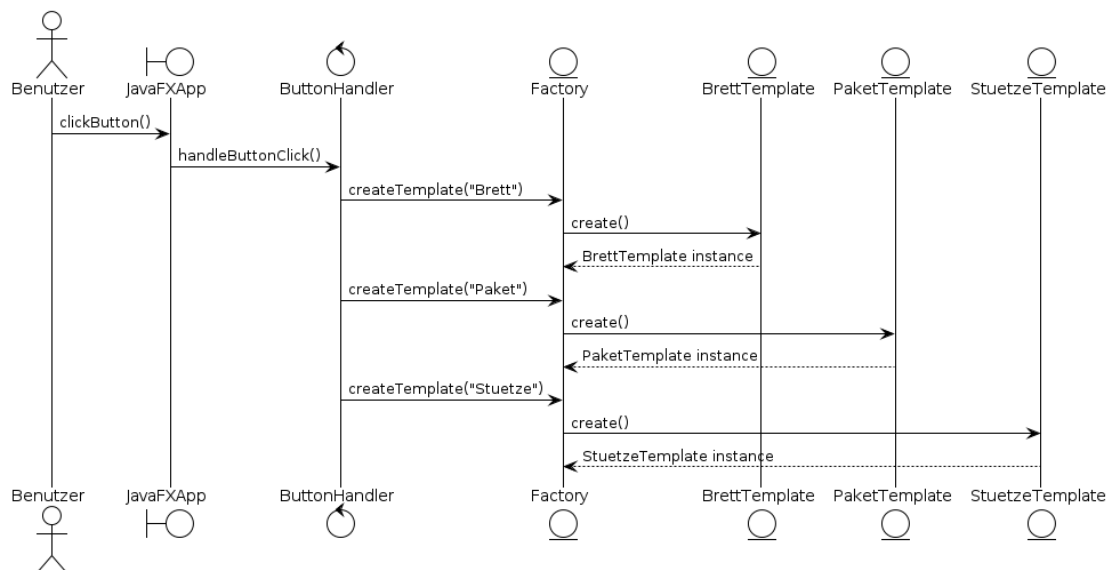 Benutzer JavaFXApp ButtonHandler Factory BrettTemplate PaketTemplate StuetzeTemplate
clickButton()
handleButtonClick()
createTemplate("Brett")
create()
BrettTemplate instance
createTemplate("Paket")
create()
PaketTemplate instance
createTemplate("Stuetze")
create()
StuetzeTemplate instance
Benutzer JavaFXApp ButtonHandler Factory BrettTemplate PaketTemplate StuetzeTemplate